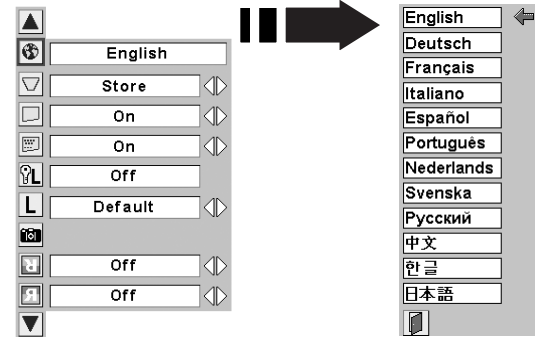 English
Store
On
On
L
Off
L
Default
R
Off
R
Off
English
Deutsch
Français
Italiano
Español
Português
Nederlands
Svenska
Русский
中文
한글
日本語